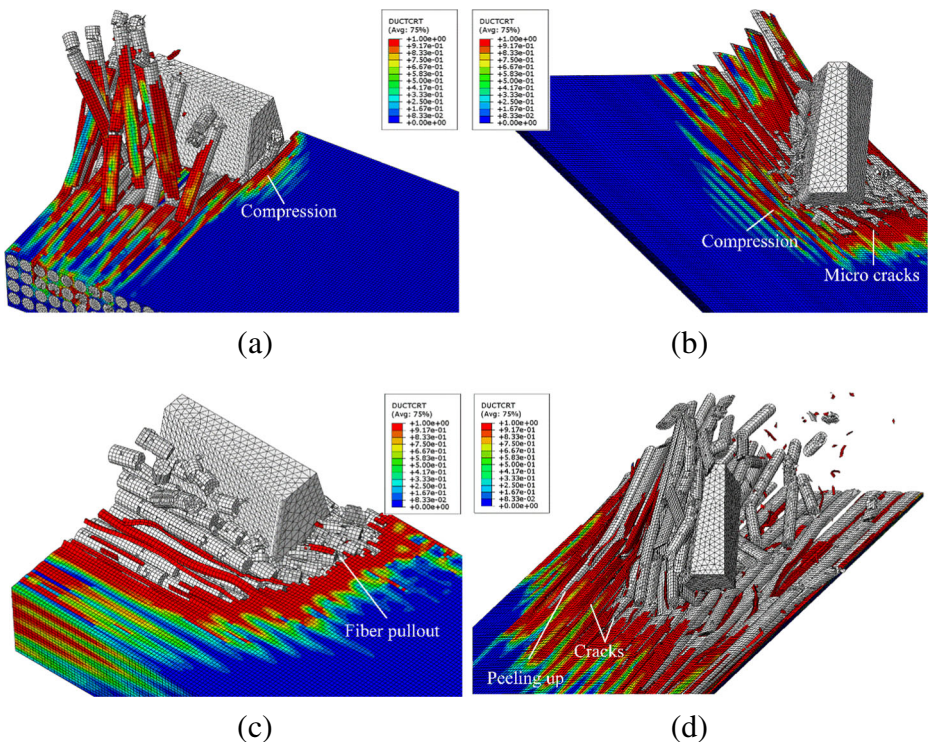 DUCTCRT
(Avg: 75%)
+1.00e+00
+9.17e-01
+8.33e-01
+7.50e-01
+6.67e-01
+5.83e-01
+5.00e-01
+4.17e-01
+3.33e-01
+2.50e-01
+1.67e-01
+8.33e-02
+0.00e+00
Compression
(a)
DUCTCRT
(Avg: 75%)
+1.00e+00
+9.17e-01
+8.33e-01
+7.50e-01
+6.67e-01
+5.83e-01
+5.00e-01
+4.17e-01
+3.33e-01
+2.50e-01
+1.67e-01
+8.33e-02
+0.00e+00
Compression
Micro cracks
(b)
DUCTCRT
(Avg: 75%)
+1.00e+00
+9.17e-01
+8.33e-01
+7.50e-01
+6.67e-01
+5.83e-01
+5.00e-01
+4.17e-01
+3.33e-01
+2.50e-01
+1.67e-01
+8.33e-02
+0.00e+00
Fiber pullout
(c)
DUCTCRT
(Avg: 75%)
+1.00e+00
+9.17e-01
+8.33e-01
+7.50e-01
+6.67e-01
+5.83e-01
+5.00e-01
+4.17e-01
+3.33e-01
+2.50e-01
+1.67e-01
+8.33e-02
+0.00e+00
Cracks
Peeling up
(d)